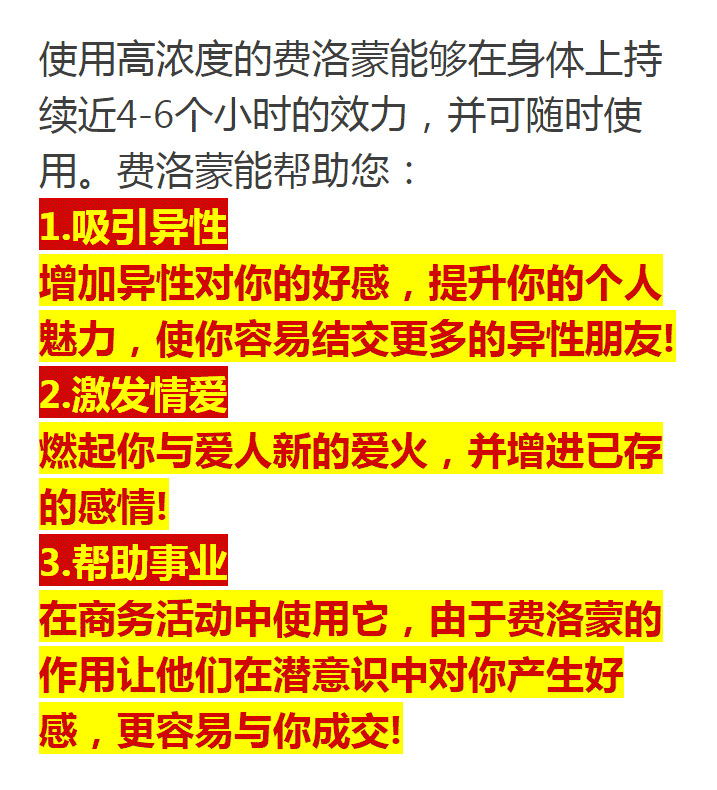 使用高浓度的费洛蒙能够在身体上持
续近4-6个小时的效力，并可随时使
用。费洛蒙能帮助您：
1.吸引异性
增加异性对你的好感，提升你的个人
魅力，使你容易结交更多的异性朋友!
2.激发情爱
燃起你与爱人新的爱火，并增进已存
的感情!
3.帮助事业
在商务活动中使用它，由于费洛蒙的
作用让他们在潜意识中对你产生好
感，更容易与你成交!